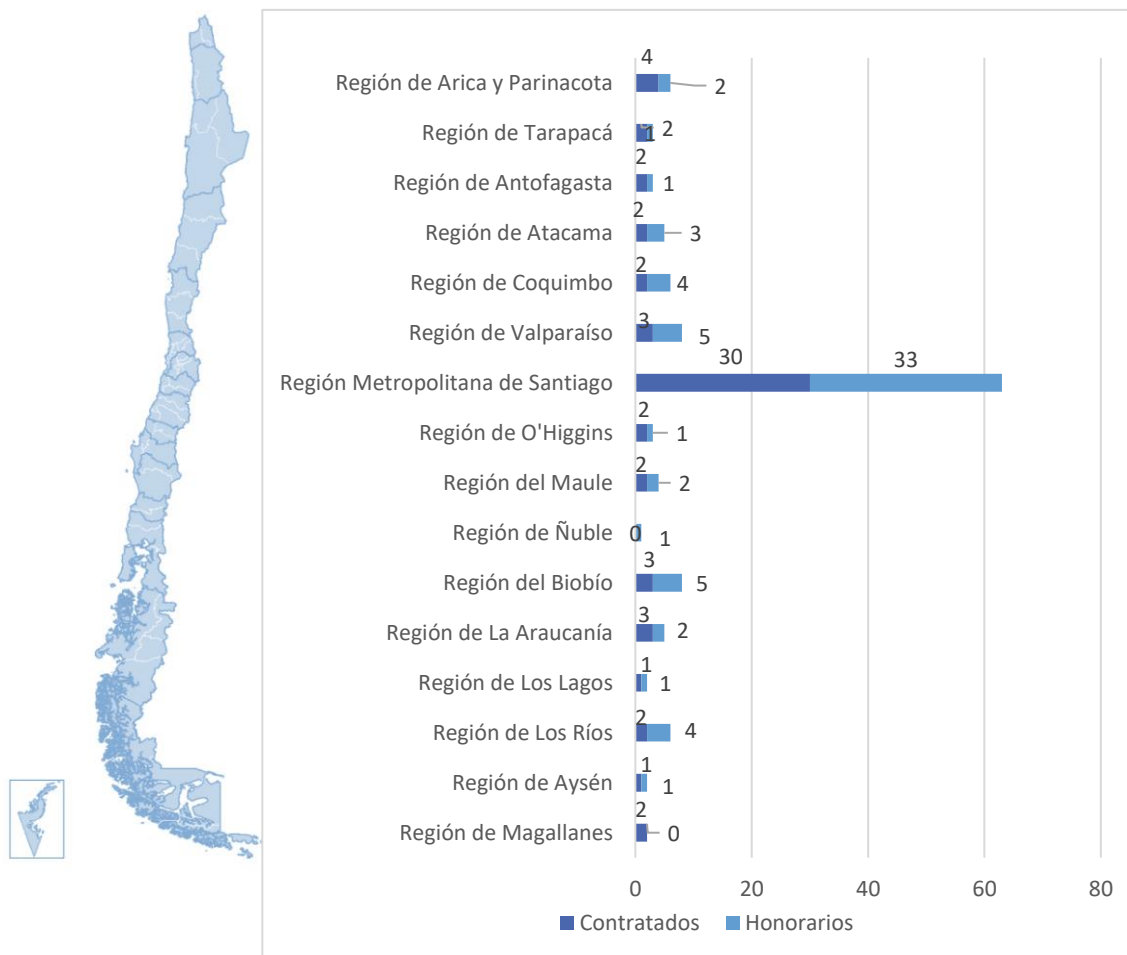 4
Región de Arica y Parinacota 2
Región de Tarapacá 1 2
2
Región de Antofagasta 1
2
Región de Atacama 3
2
Región de Coquimbo 4
Región de Valparaíso 3 5
30 33
Región Metropolitana de Santiago
2
Región de O'Higgins 1
2
Región del Maule 2
Región de Ñuble 0 1
3
Región del Biobío 5
3
Región de La Araucanía 2
1
Región de Los Lagos 1
2
Región de Los Ríos 4
1
Región de Aysén 1
2
Región de Magallanes 0
0 20 40 60 80
Contratados Honorarios